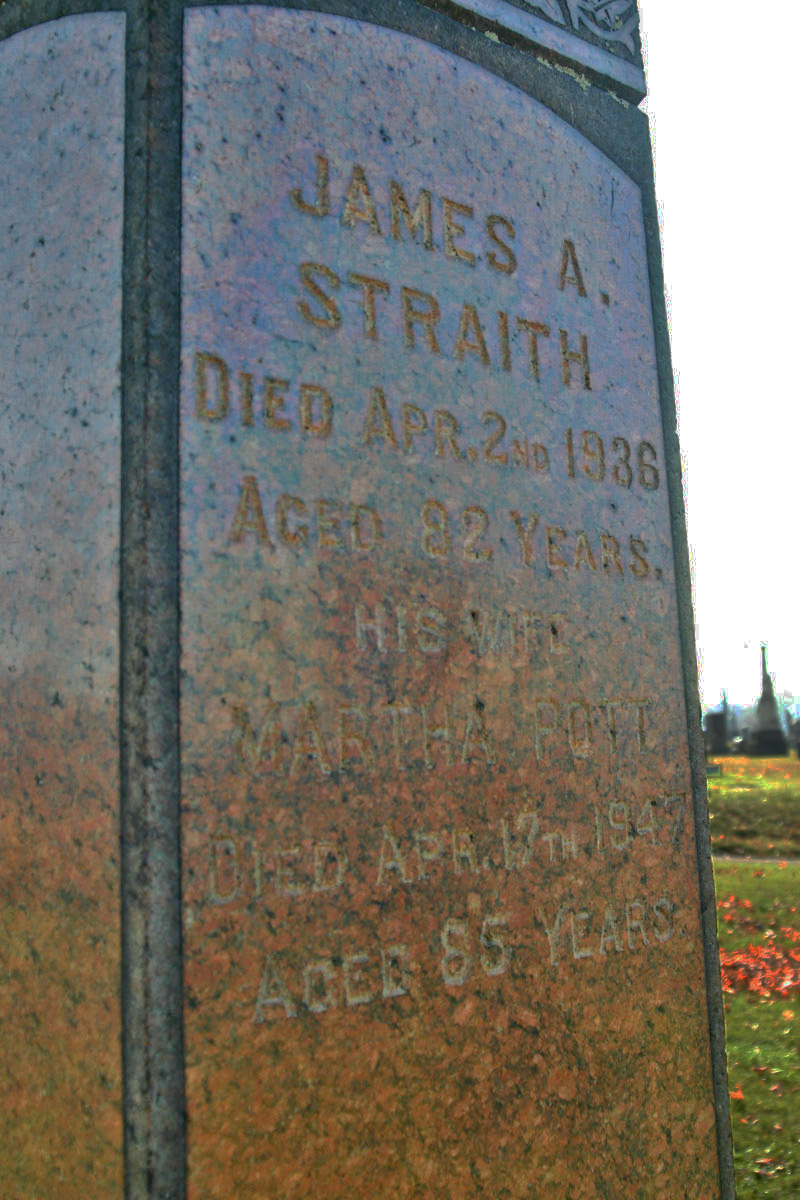 JAMES A.
STRAITH
DIED APR. 2ND 1936
AGED 82 YEARS.
HIS WIFE
MARTHA POTT
DIED APR. 17TH 1947
AGED 85 YEARS.